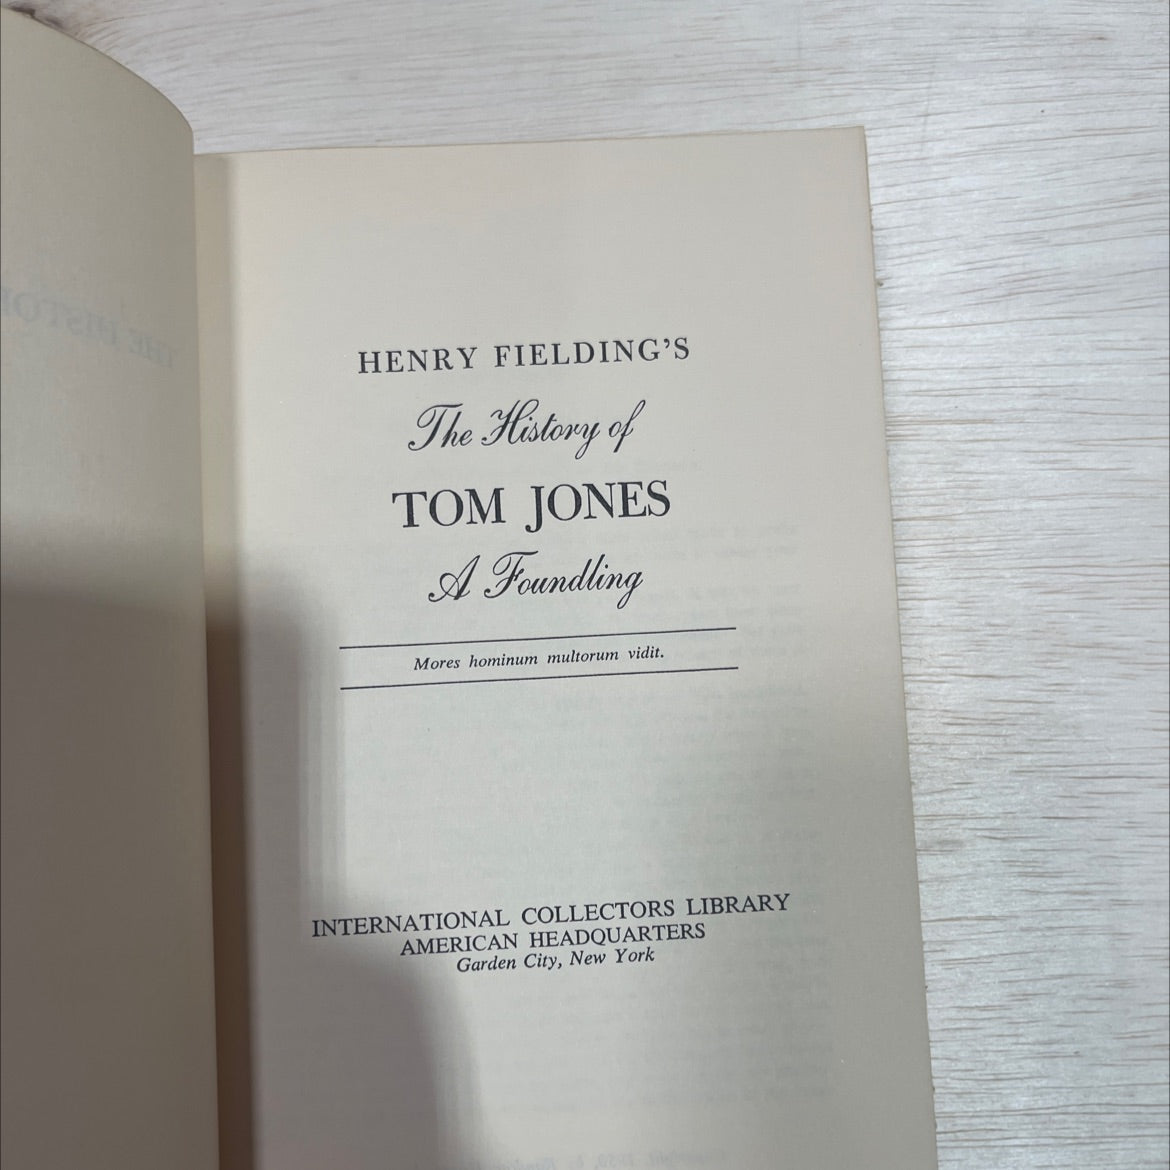 HENRY FIELDING'S
The History of
TOM JONES
A Foundling
Mores hominum multorum vidit.
INTERNATIONAL COLLECTORS LIBRARY
AMERICAN HEADQUARTERS
Garden City, New York